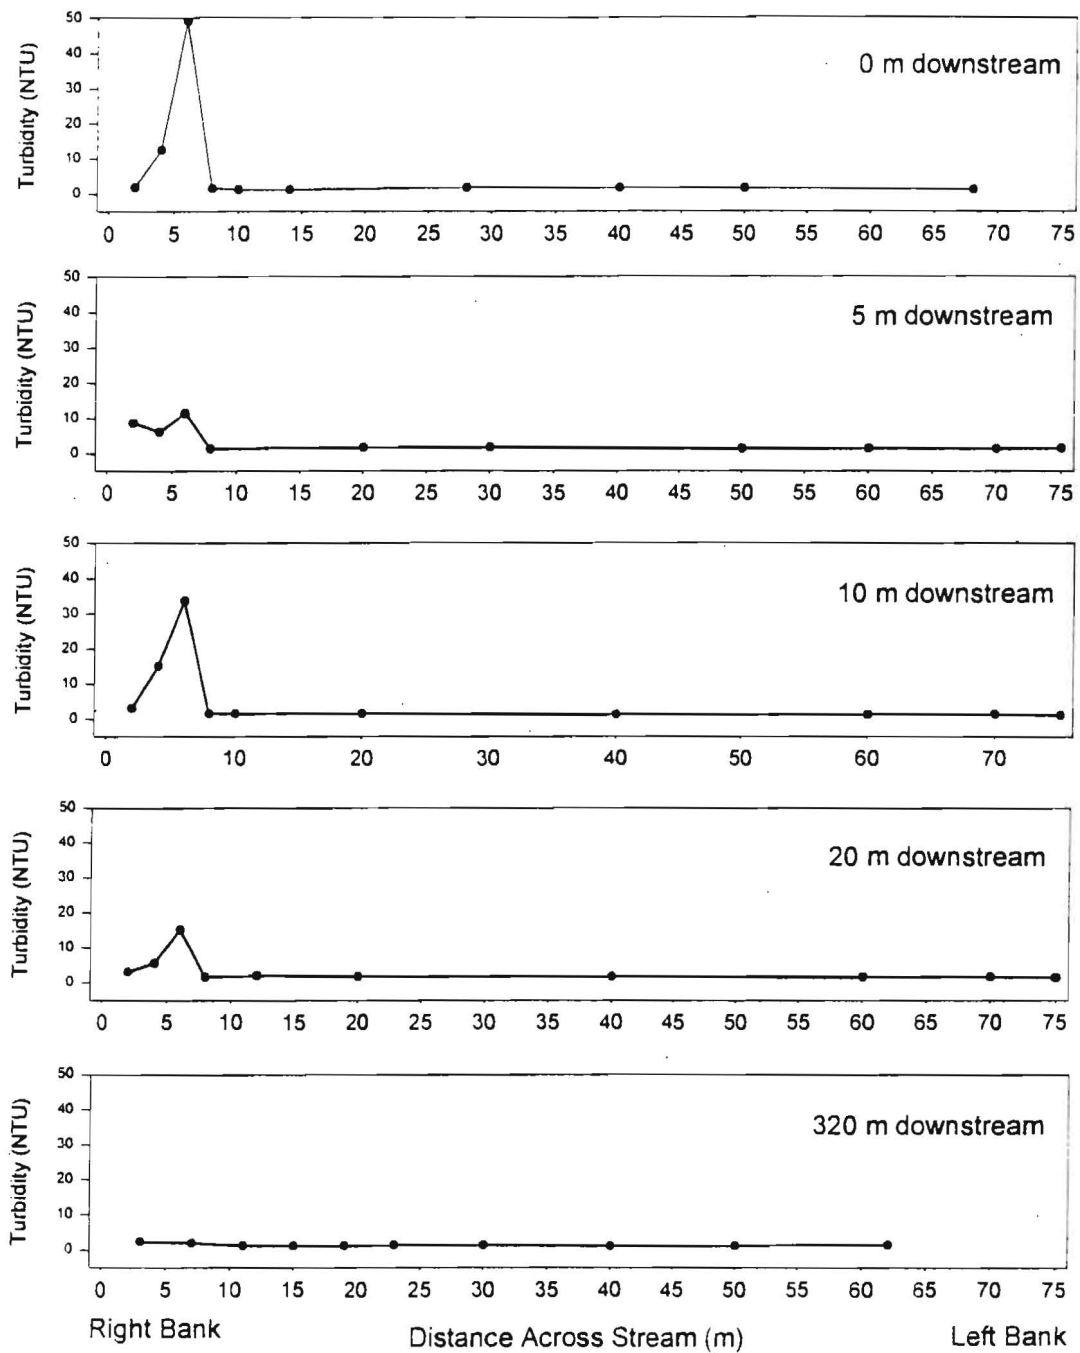 50
40
30
20
10
0
Turbidity (NTU)
0 m downstream
0 5 10 15 20 25 30 35 40 45 50 55 60 65 70 75
50
40
30
20
10
0
Turbidity (NTU)
5 m downstream
0 5 10 15 20 25 30 35 40 45 50 55 60 65 70 75
50
40
30
20
10
0
Turbidity (NTU)
10 m downstream
0 10 20 30 40 50 60 70
50
40
30
20
10
0
Turbidity (NTU)
20 m downstream
0 5 10 15 20 25 30 35 40 45 50 55 60 65 70 75
50
40
30
20
10
0
Turbidity (NTU)
320 m downstream
0 5 10 15 20 25 30 35 40 45 50 55 60 65 70 75
Right Bank Distance Across Stream (m) Left Bank